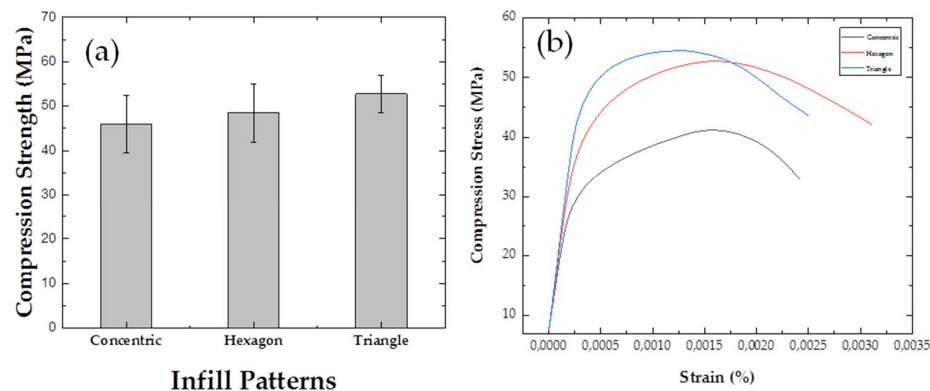 (a)
Compression Strength (MPa)
70
60
50
40
30
20
10
0
Concentric Hexagon Triangle
Infill Patterns
(b)
Compression Stress (MPa)
60
50
40
30
20
10
Concentric
Hexagon
Triangle
0,0000 0,0005 0,0010 0,0015 0,0020 0,0025 0,0030 0,0035
Strain (%)